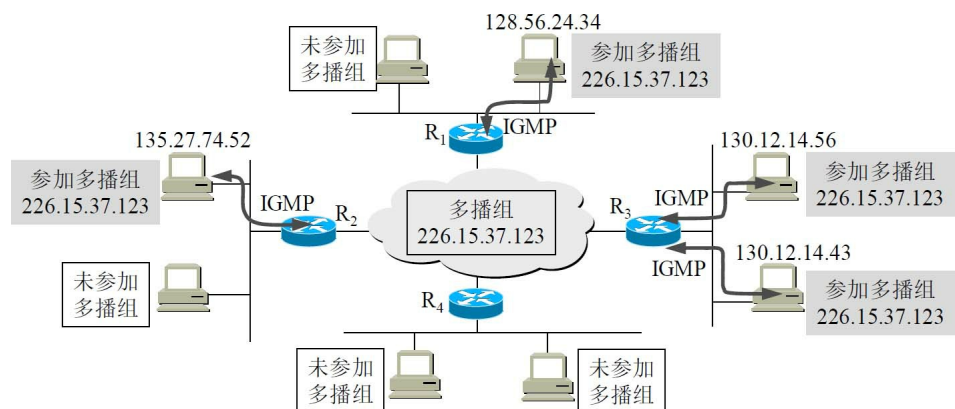 128.56.24.34
未参加
多播组
参加多播组
226.15.37.123
R1
IGMP
135.27.74.52
参加多播组
226.15.37.123
IGMP
R2
多播组
226.15.37.123
R3
130.12.14.56
IGMP
参加多播组
226.15.37.123
IGMP
130.12.14.43
参加多播组
226.15.37.123
未参加
多播组
R4
未参加
多播组
未参加
多播组